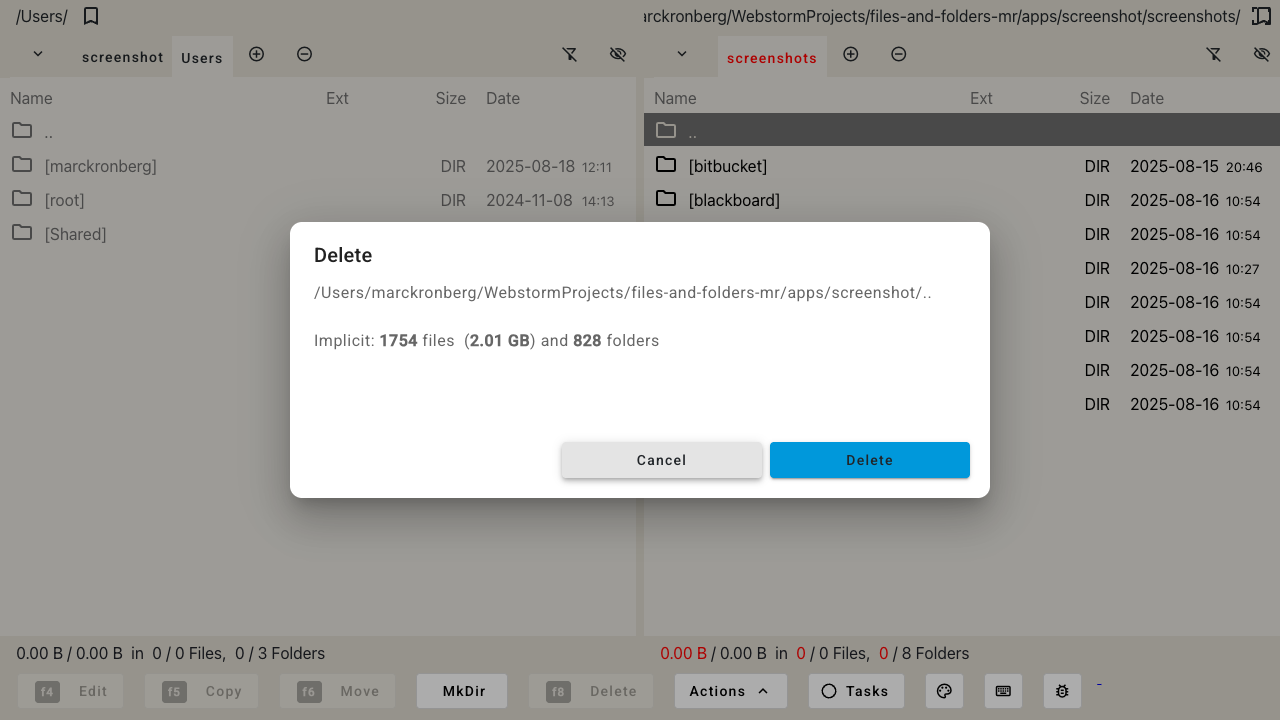 /Users/
arckronberg/WebstormProjects/files-and-folders-mr/apps/screenshot/screenshots/
screenshot Users
screenshots
Name Ext Size Date
..
[marckronberg] DIR 2025-08-18 12:11
[root] DIR 2024-11-08 14:13
[Shared]
Name Ext Size Date
..
[bitbucket] DIR 2025-08-15 20:46
[blackboard] DIR 2025-08-16 10:54
DIR 2025-08-16 10:54
DIR 2025-08-16 10:27
DIR 2025-08-16 10:54
DIR 2025-08-16 10:54
DIR 2025-08-16 10:54
DIR 2025-08-16 10:54
Delete
/Users/marckronberg/WebstormProjects/files-and-folders-mr/apps/screenshot/..
Implicit: 1754 files (2.01 GB) and 828 folders
Cancel Delete
0.00 B / 0.00 B in 0 / 0 Files, 0 / 3 Folders
0.00 B / 0.00 B in 0 / 0 Files, 0 / 8 Folders
f4 Edit f5 Copy f6 Move MkDir f8 Delete Actions Tasks